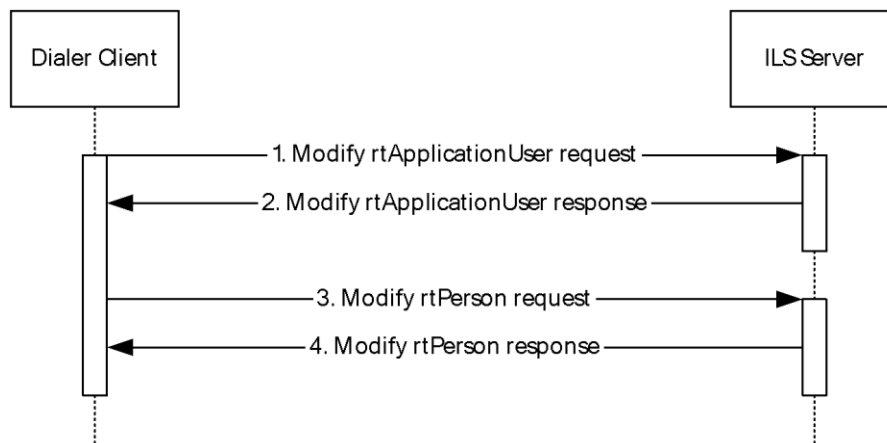 Dialer Client
ILS Server
1. Modify rtApplicationUser request
2. Modify rtApplicationUser response
3. Modify rtPerson request
4. Modify rtPerson response